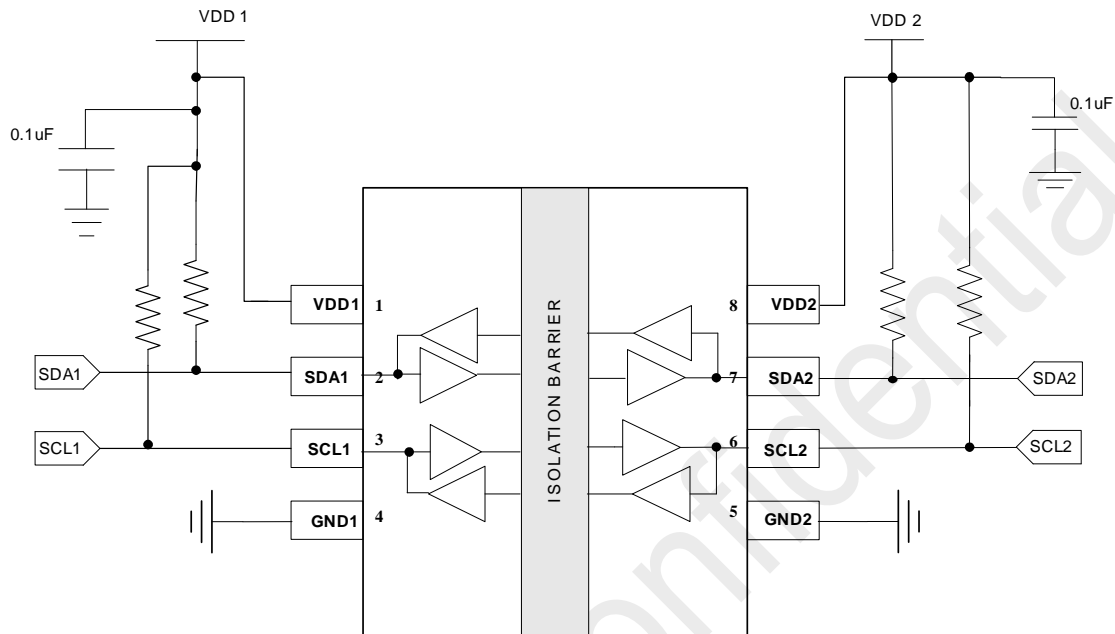 VDD 1
VDD 2
0.1uF
0.1uF
VDD1
1
8
VDD2
SDA1
SDA1
2
7
SDA2
SDA2
SCL1
SCL1
3
6
SCL2
SCL2
GND1
4
5
GND2
ISOLATION BARRIER
onfidential